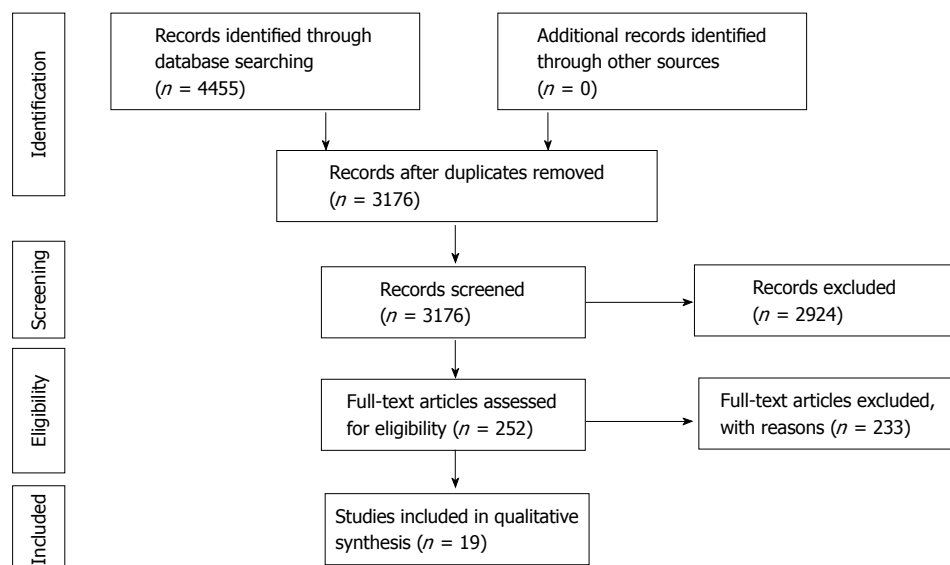 Identification
Records identified through
database searching
(n = 4455)
Additional records identified
through other sources
(n = 0)
Records after duplicates removed
(n = 3176)
Screening
Records screened
(n = 3176)
Records excluded
(n = 2924)
Eligibility
Full-text articles assessed
for eligibility (n = 252)
Full-text articles excluded,
with reasons (n = 233)
Included
Studies included in qualitative
synthesis (n = 19)